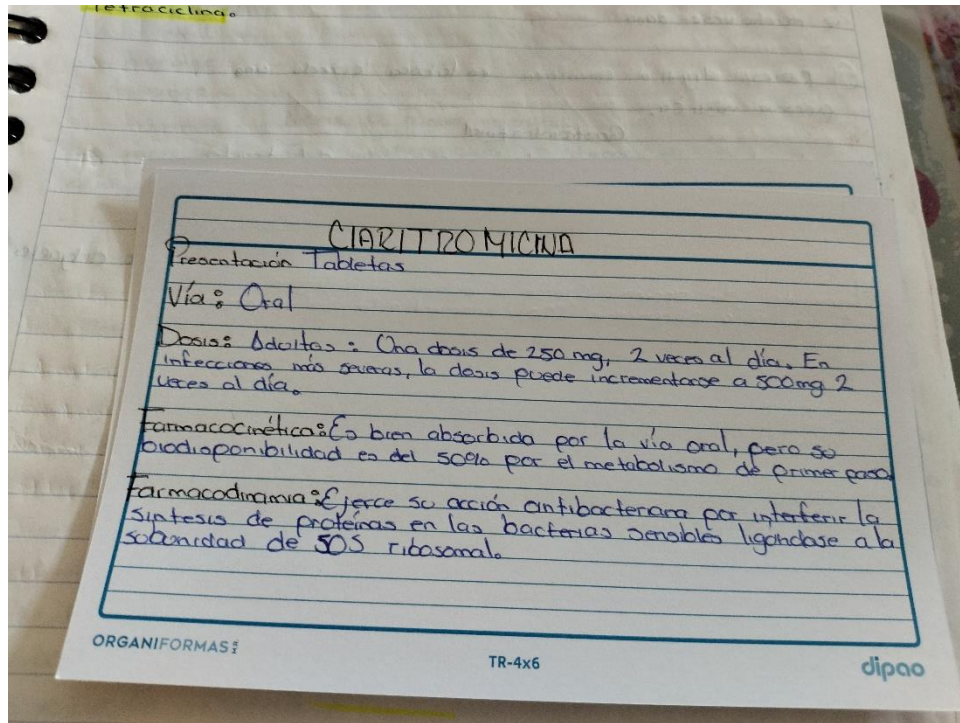 Tetraciclina.
CLARITROMICINA
Presentación Tabletas
Vía: Oral
Dosis: Adultos: Una dosis de 250 mg, 2 veces al día. En
infecciones más severas, la dosis puede incrementarse a 500mg 2
veces al día.
Farmacocinética: Es bien absorbida por la vía oral, pero su
biodisponibilidad es del 50% por el metabolismo de primer paso
Farmacodinamia: Ejerce su acción antibacteriana por interferir la
síntesis de proteínas en las bacterias sensibles ligandose a la
subunidad de 50S ribosomal.
ORGANIFORMAS
TR-4x6
dipao